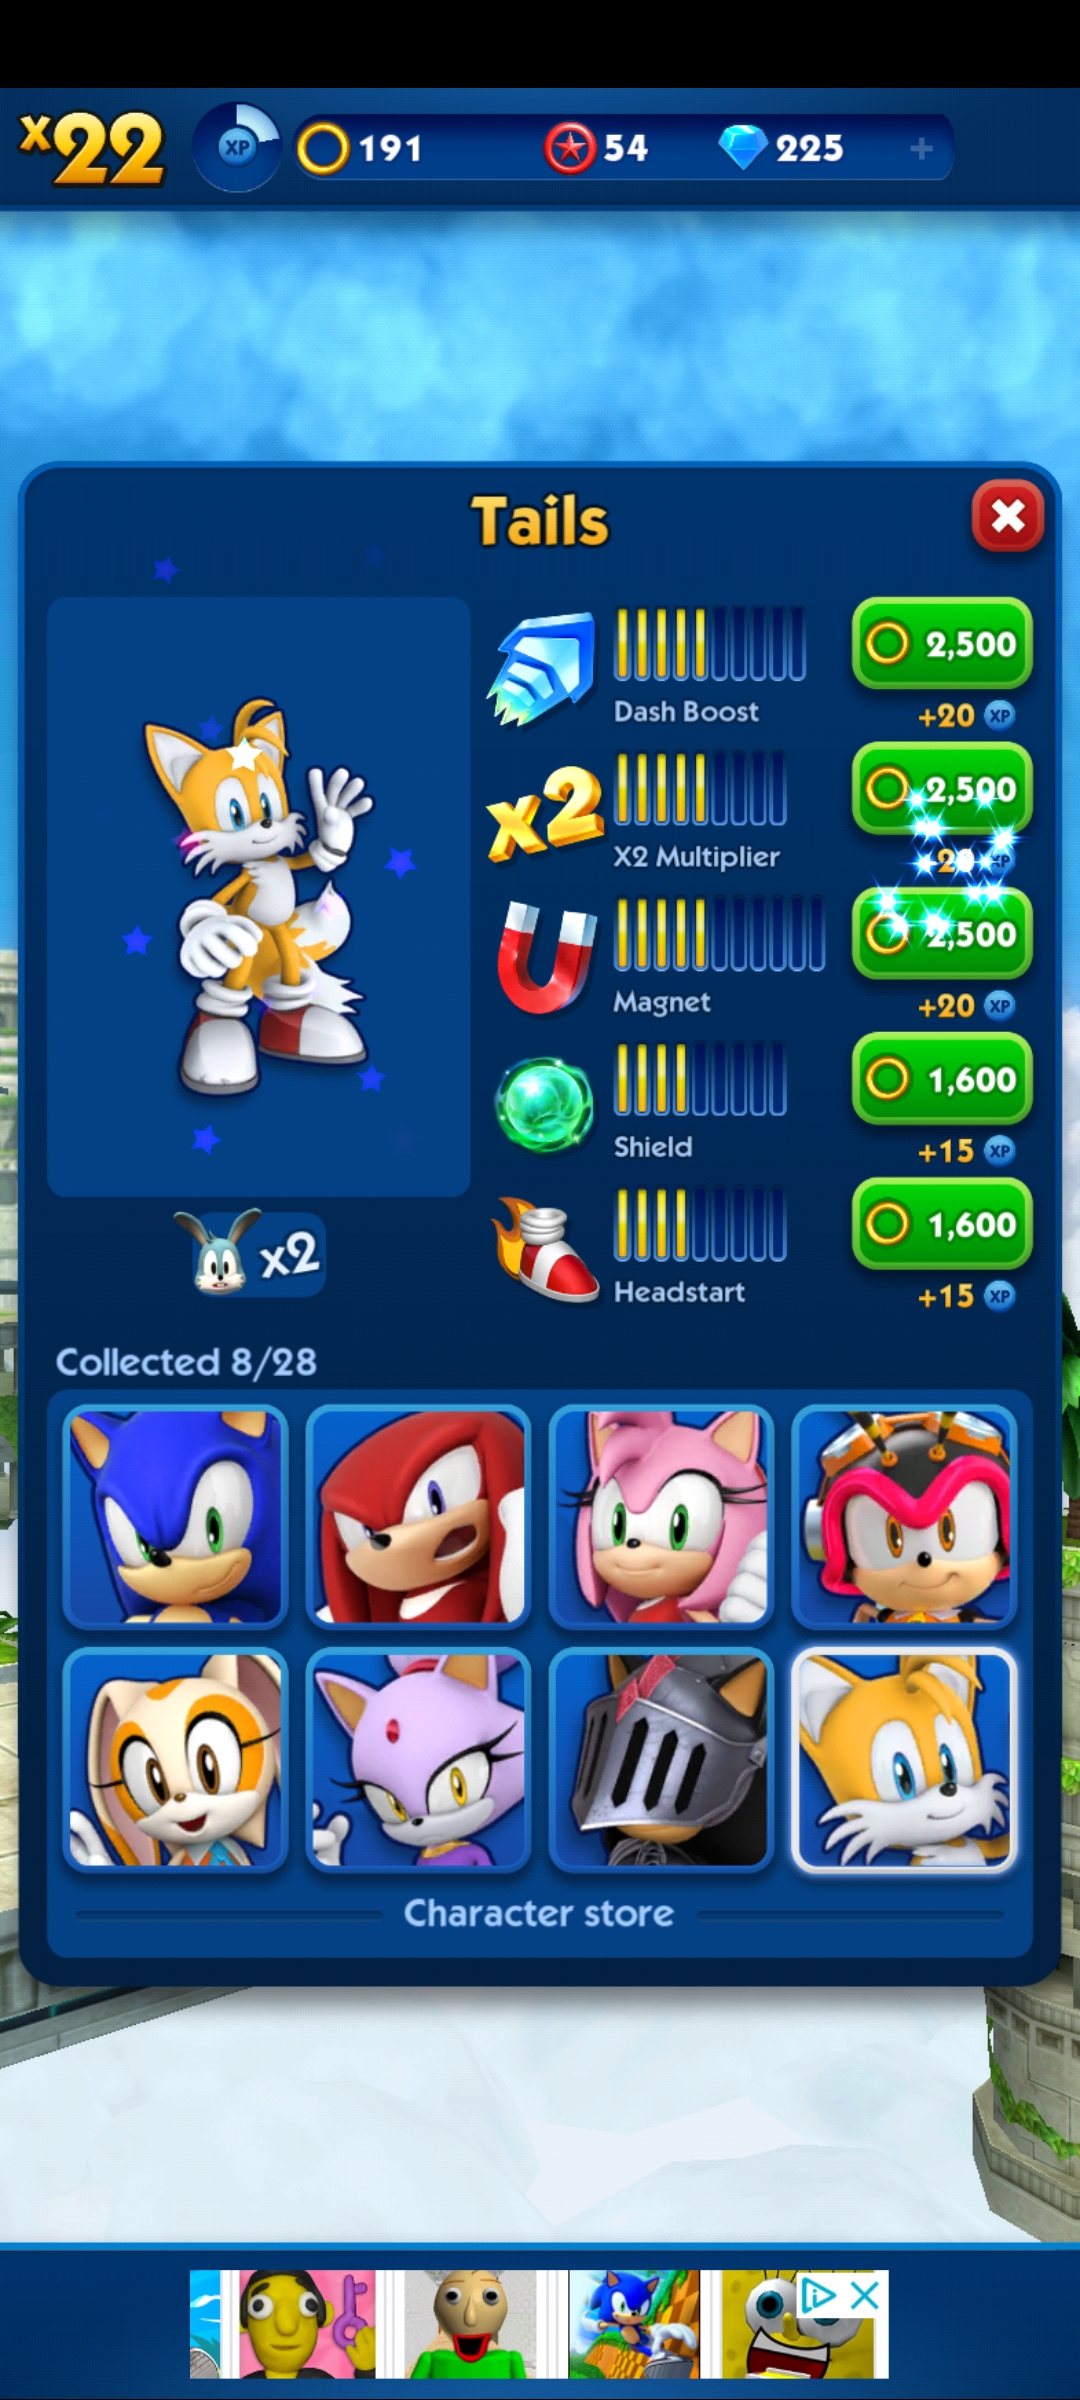 x22 XP 191 54 225 +
Tails
2,500
Dash Boost
+20 XP
x2
2,500
X2 Multiplier
+20 XP
2,500
Magnet
+20 XP
1,600
Shield
+15 XP
1,600
Headstart
+15 XP
x2
Collected 8/28
Character store